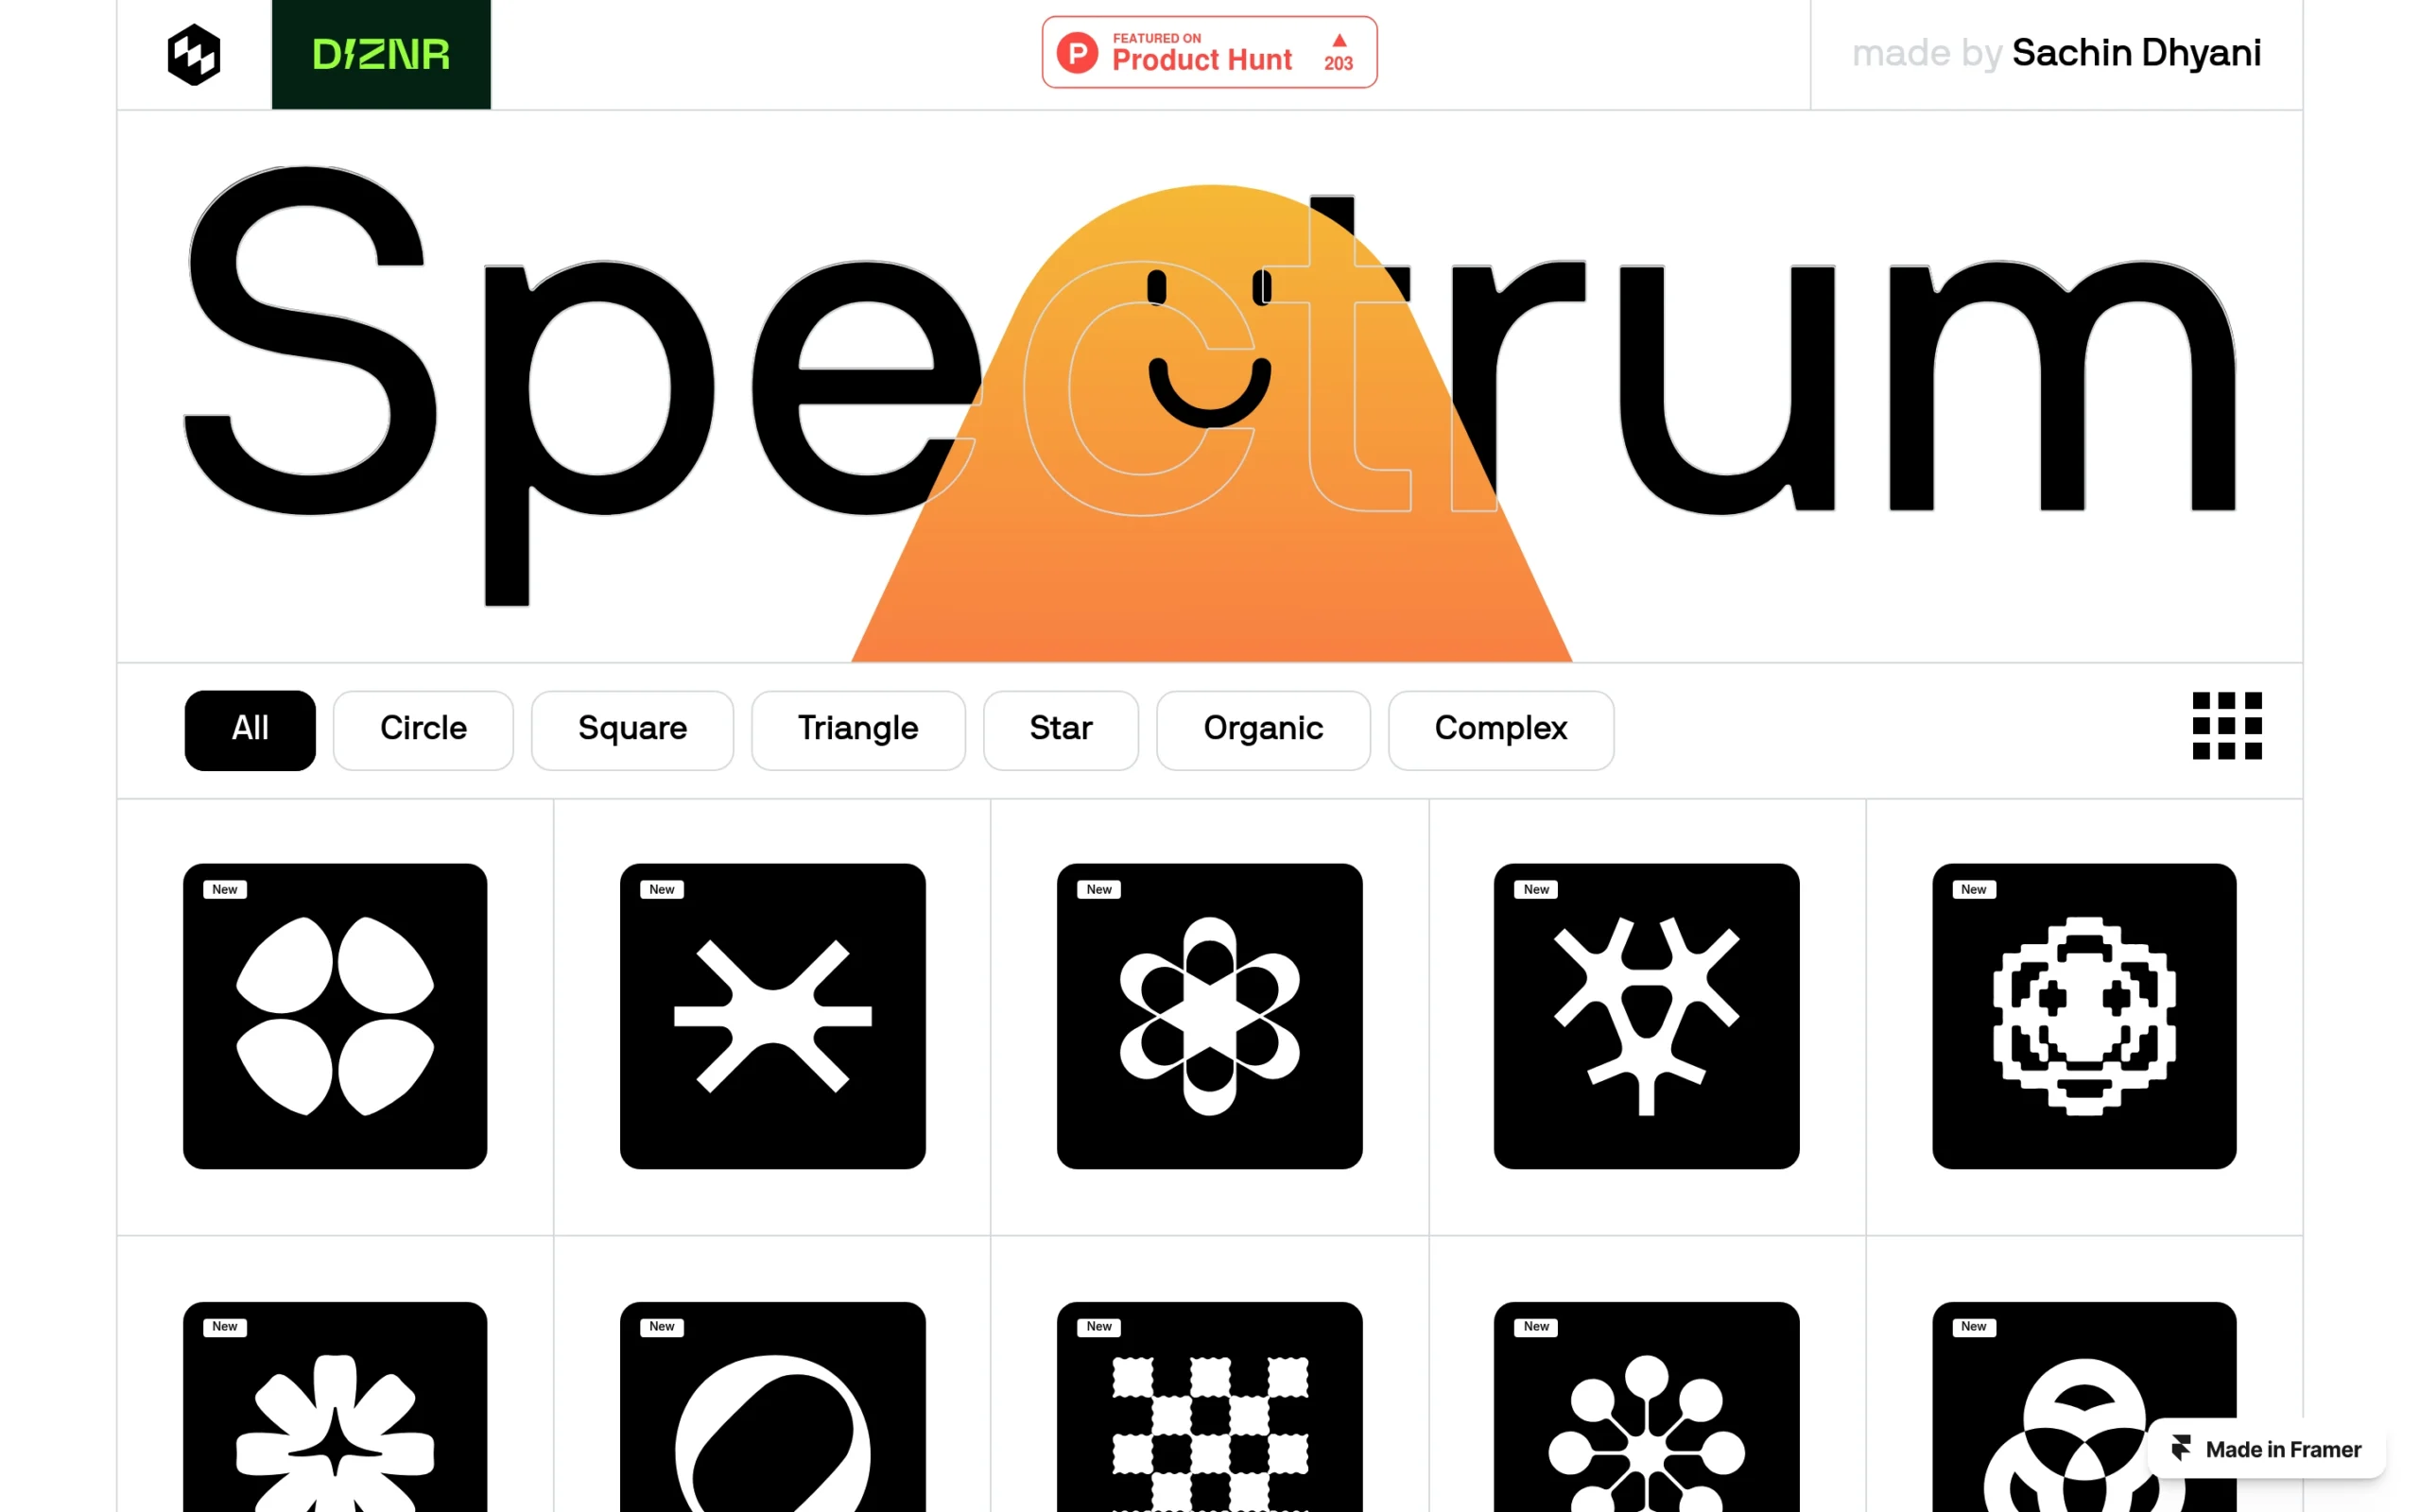 DIZNR
FEATURED ON
Product Hunt
203
made by Sachin Dhyani
Spectrum
All
Circle
Square
Triangle
Star
Organic
Complex
New
New
New
New
New
New
New
New
New
New
Made in Framer